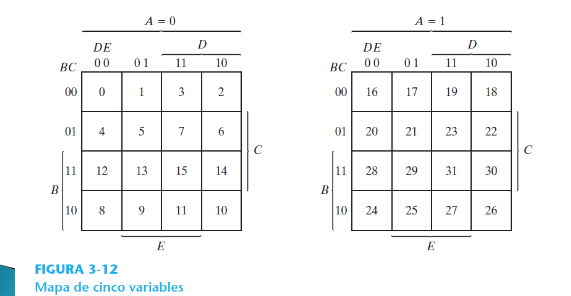 A = 0
DE
D
BC
00 01 11 10
00 0 1 3 2
01 4 5 7 6
C
11 12 13 15 14
B
10 8 9 11 10
E
A = 1
DE
D
BC
00 01 11 10
00 16 17 19 18
01 20 21 23 22
C
11 28 29 31 30
B
10 24 25 27 26
E
FIGURA 3-12
Mapa de cinco variables